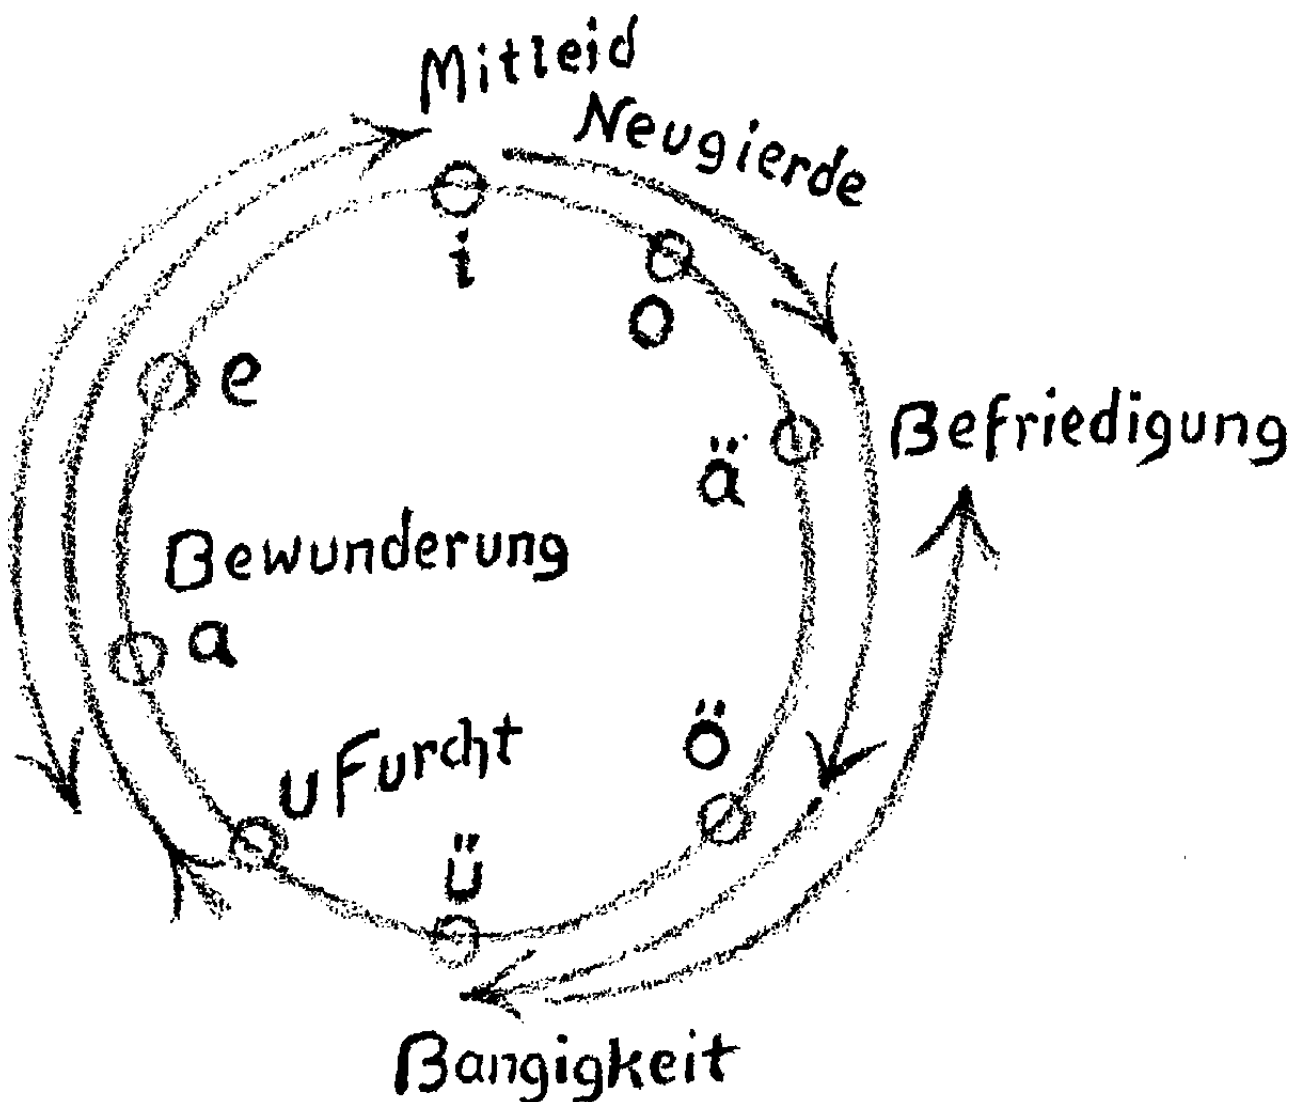 Mitleid
Neugierde
i
o
e
Befriedigung
ä
Bewunderung
a
u Furcht
ö
ü
Bangigkeit